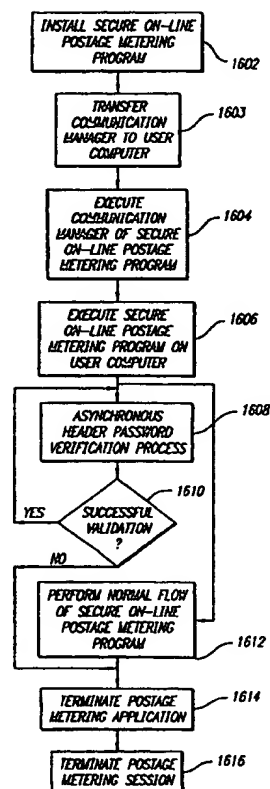 INSTALL SECURE ON-LINE
POSTAGE METERING
PROGRAM
1602
TRANSFER
COMMUNICATION
MANAGER TO USER
COMPUTER
1603
EXECUTE
COMMUNICATION
MANAGER OF SECURE
ON-LINE POSTAGE
METERING PROGRAM
1604
EXECUTE SECURE
ON-LINE POSTAGE
METERING PROGRAM ON
USER COMPUTER
1606
ASYNCHRONOUS
HEADER PASSWORD
VERIFICATION PROCESS
1608
SUCCESSFUL
VALIDATION
?
1610
YES
NO
PERFORM NORMAL FLOW
OF SECURE ON-LINE
POSTAGE METERING
PROGRAM
1612
TERMINATE POSTAGE
METERING APPLICATION
1614
TERMINATE POSTAGE
METERING SESSION
1616